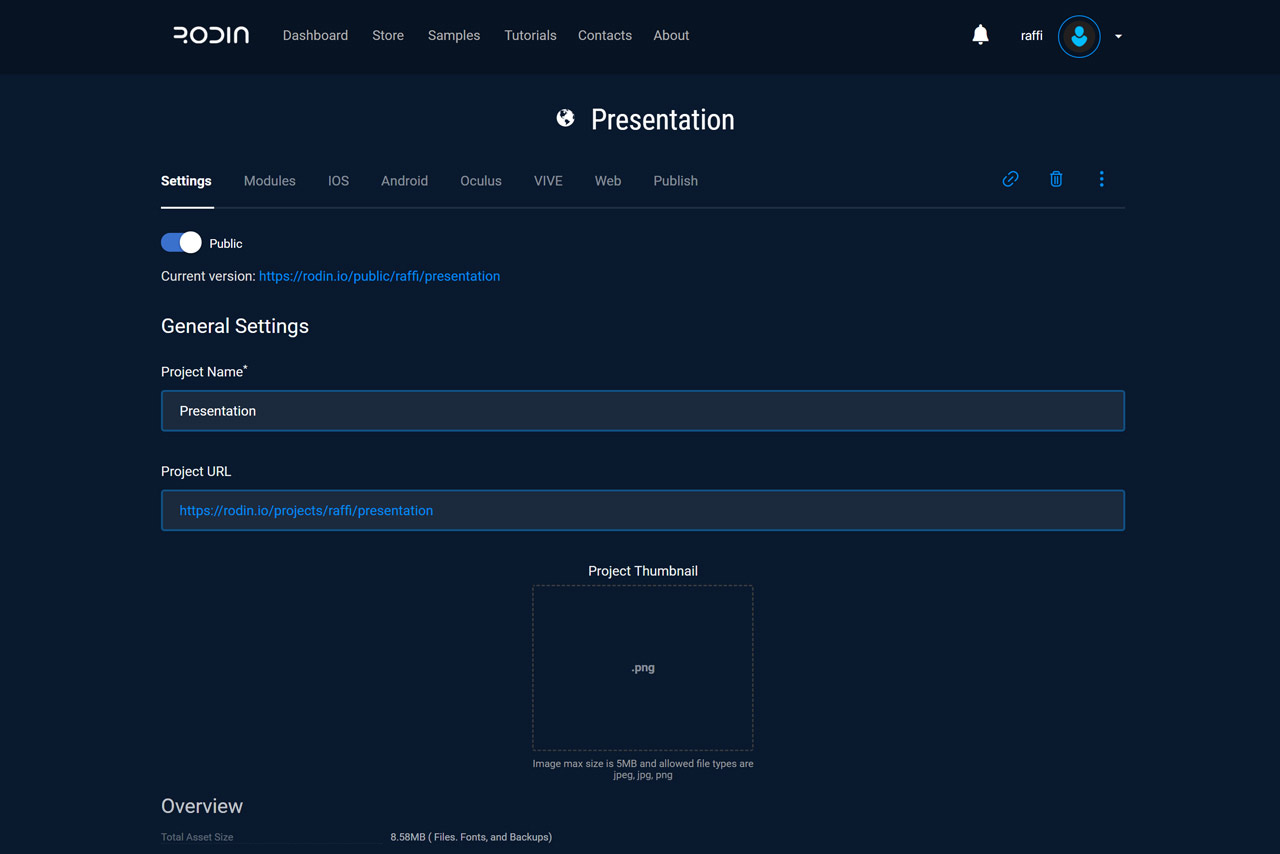 RODIN Dashboard Store Samples Tutorials Contacts About raffi
Presentation
Settings Modules IOS Android Oculus VIVE Web Publish
Public
Current version: https://rodin.io/public/raffi/presentation
General Settings
Project Name*
Presentation
Project URL
https://rodin.io/projects/raffi/presentation
Project Thumbnail
.png
Image max size is 5MB and allowed file types are
jpeg, jpg, png
Overview
Total Asset Size 8.58MB ( Files. Fonts, and Backups)